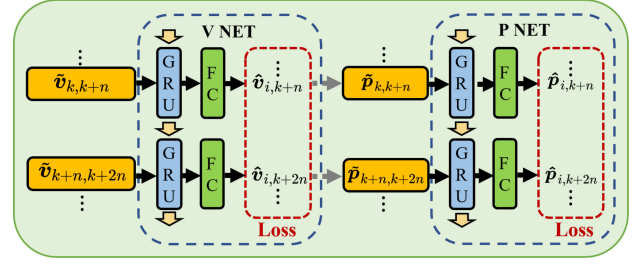 V NET
P NET
⋮ ⋮ ⋮ ⋮
ṽ_{k,k+n} GRU FC v̂_{i,k+n} p̃_{k,k+n} GRU FC p̂_{i,k+n}
⋮ ⋮
ṽ_{k+n,k+2n} GRU FC v̂_{i,k+2n} p̃_{k+n,k+2n} GRU FC p̂_{i,k+2n}
⋮ ⋮ ⋮ ⋮
Loss
Loss